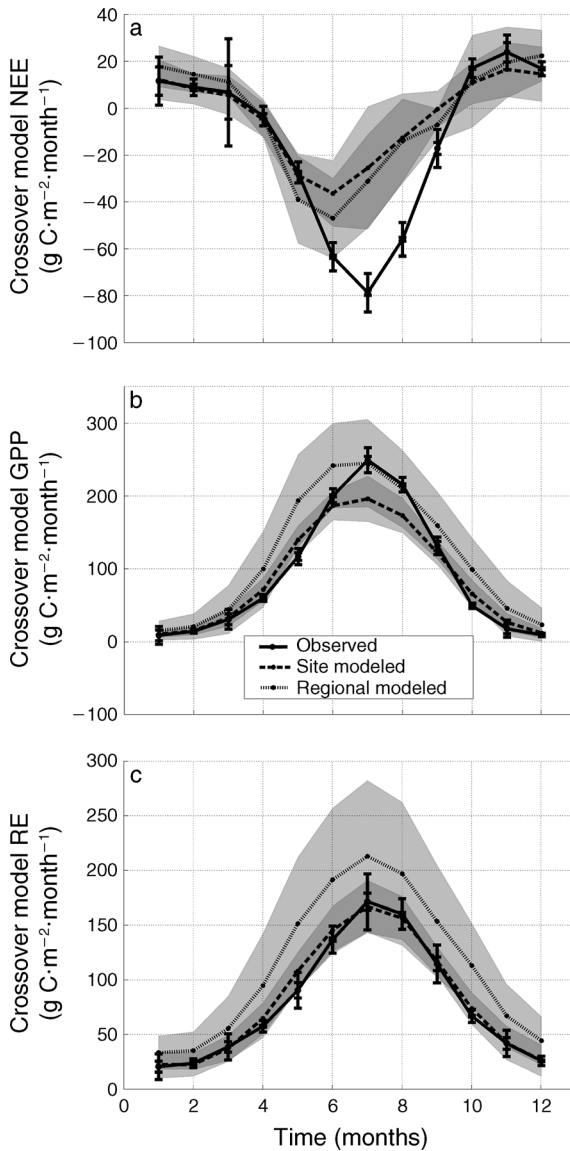 a
Crossover model NEE
(g C·m−2·month−1)
40
20
0
−20
−40
−60
−80
−100
b
Crossover model GPP
(g C·m−2·month−1)
300
200
100
0
−100
Observed
Site modeled
Regional modeled
c
Crossover model RE
(g C·m−2·month−1)
300
250
200
150
100
50
0
0 2 4 6 8 10 12
Time (months)